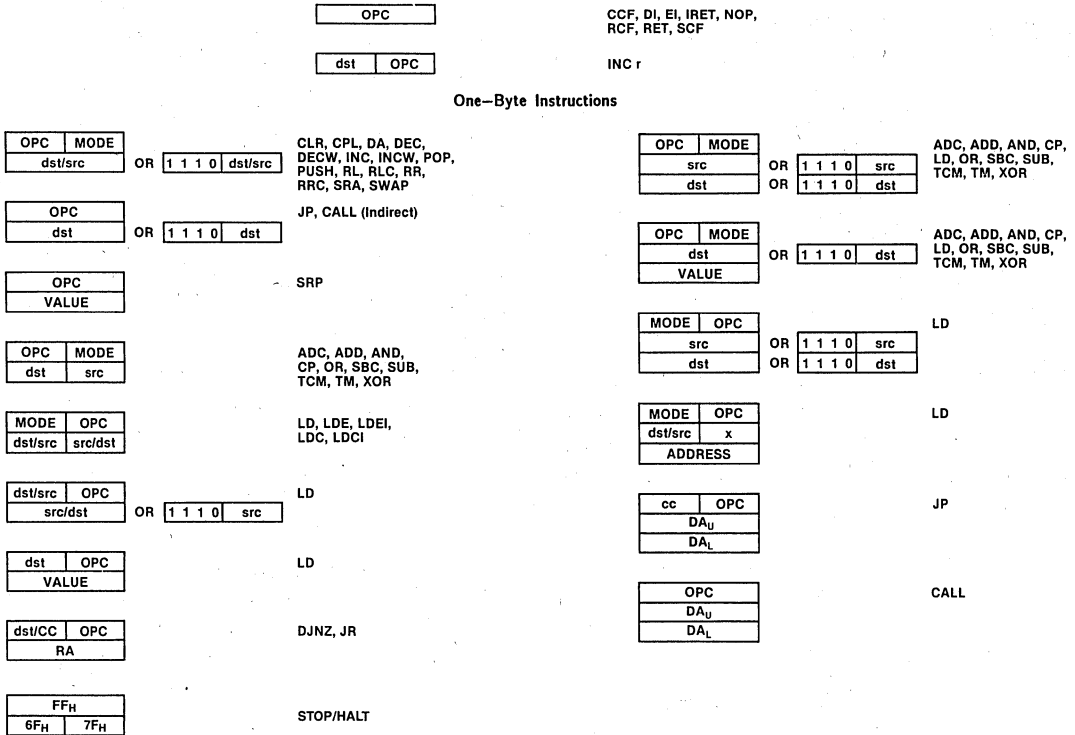 OPC
CCF, DI, EI, IRET, NOP,
RCF, RET, SCF
dst OPC
INC r
One—Byte Instructions
OPC MODE
dst/src OR 1 1 1 0 dst/src
CLR, CPL, DA, DEC,
DECW, INC, INCW, POP,
PUSH, RL, RLC, RR,
RRC, SRA, SWAP
OPC
dst OR 1 1 1 0 dst
JP, CALL (Indirect)
OPC
VALUE
SRP
OPC MODE
dst src
ADC, ADD, AND,
CP, OR, SBC, SUB,
TCM, TM, XOR
MODE OPC
dst/src src/dst
LD, LDE, LDEI,
LDC, LDCI
dst/src OPC
src/dst OR 1 1 1 0 src
LD
dst OPC
VALUE
LD
dst/CC OPC
RA
DJNZ, JR
FFH
6FH 7FH
STOP/HALT
OPC MODE
src OR 1 1 1 0 src
dst OR 1 1 1 0 dst
ADC, ADD, AND, CP,
LD, OR, SBC, SUB,
TCM, TM, XOR
OPC MODE
dst OR 1 1 1 0 dst
VALUE
ADC, ADD, AND, CP,
LD, OR, SBC, SUB,
TCM, TM, XOR
MODE OPC
src OR 1 1 1 0 src
dst OR 1 1 1 0 dst
LD
MODE OPC
dst/src x
ADDRESS
LD
cc OPC
DAU
DAL
JP
OPC
DAU
DAL
CALL